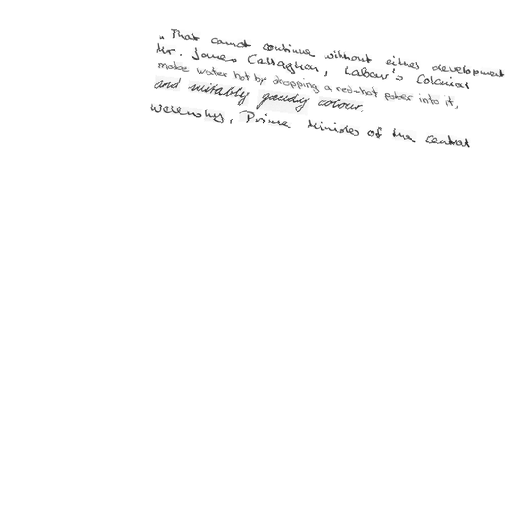 "That cannot continue without either development
Mr. James Callaghan, Labour's Colonial
make water hot by dropping a red-hot poker into it,
and suitably gaudy colour.
Welensky, Prime Minister of the Central